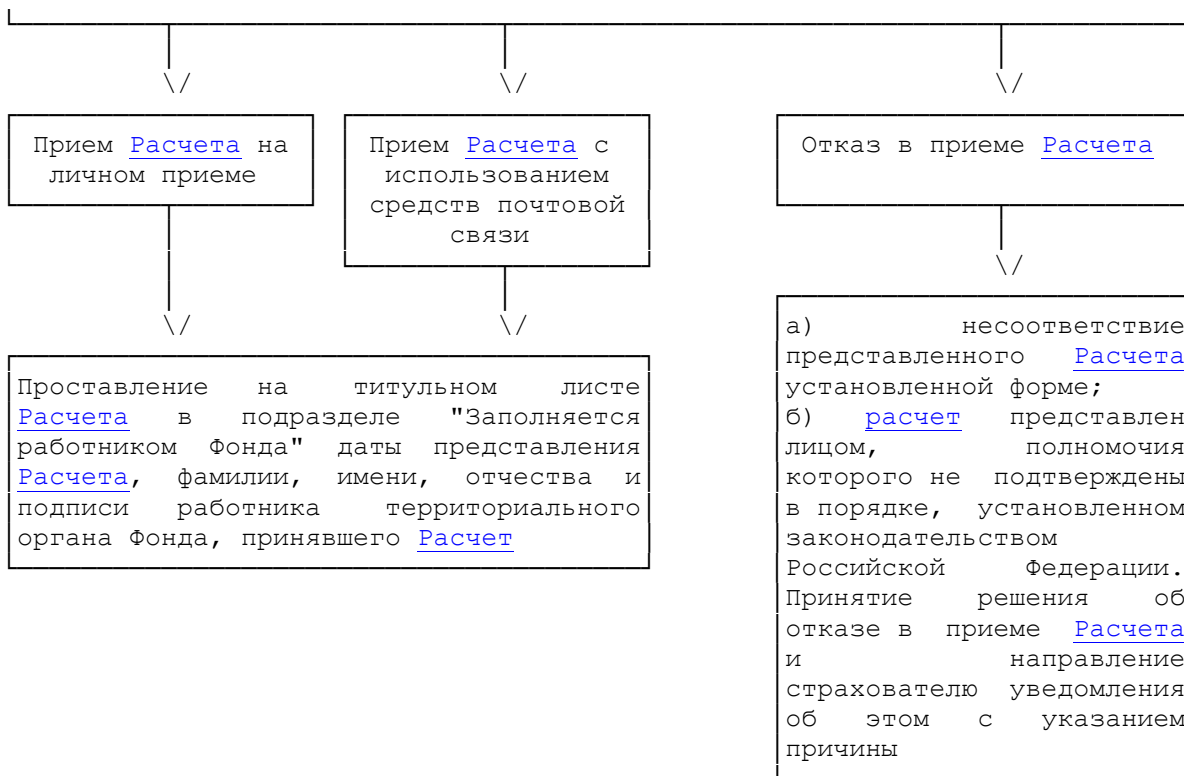 Прием Расчета на
личном приеме
Прием Расчета с
использованием
средств почтовой
связи
Отказ в приеме Расчета
Проставление на титульном листе
Расчета в подразделе "Заполняется
работником Фонда" даты представления
Расчета, фамилии, имени, отчества и
подписи работника территориального
органа Фонда, принявшего Расчет
а) несоответствие
представленного Расчета
установленной форме;
б) расчет представлен
лицом, полномочия
которого не подтверждены
в порядке, установленном
законодательством
Российской Федерации.
Принятие решения об
отказе в приеме Расчета
и направление
страхователю уведомления
об этом с указанием
причины